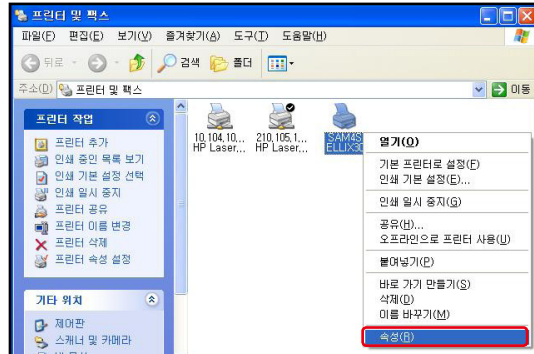 프린터 및 팩스
파일(F) 편집(E) 보기(V) 즐겨찾기(A) 도구(T) 도움말(H)
뒤로 검색 폴더
주소(D) 프린터 및 팩스 이동
프린터 작업
프린터 추가
인쇄 중인 목록 보기
인쇄 기본 설정 선택
인쇄 일시 중지
프린터 공유
프린터 이름 변경
프린터 삭제
프린터 속성 설정
기타 위치
제어판
스캐너 및 카메라
10,104,10...
HP Laser...
210,105,1...
HP Laser...
SAM4S
ELLIX30
열기(O)
기본 프린터로 설정(F)
인쇄 기본 설정(E)...
인쇄 일시 중지(G)
공유(H)...
오프라인으로 프린터 사용(U)
붙여넣기(P)
바로 가기 만들기(S)
삭제(D)
이름 바꾸기(M)
속성(R)